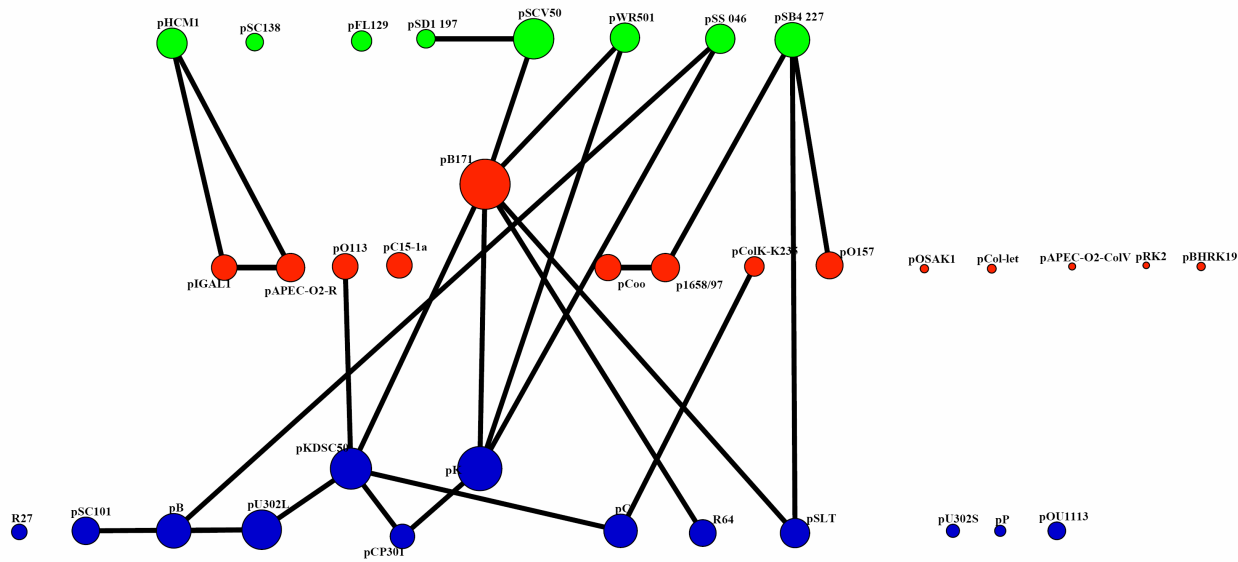 pHCM1
pSC138
pFL129
pSD1 197
pSCV50
pWR501
pSS 046
pSB4 227
pB171
pO113
pC15-1a
pColK-K235
pO157
pIGAL1
pAPEC-O2-R
pCoo
p1658/97
pOSAK1
pCol-let
pAPEC-O2-ColV
pRK2
pBHRK19
pKDSC50
R27
pSC101
pB
pU302L
pCP301
pC
R64
pSLT
pU302S
pP
pOU1113